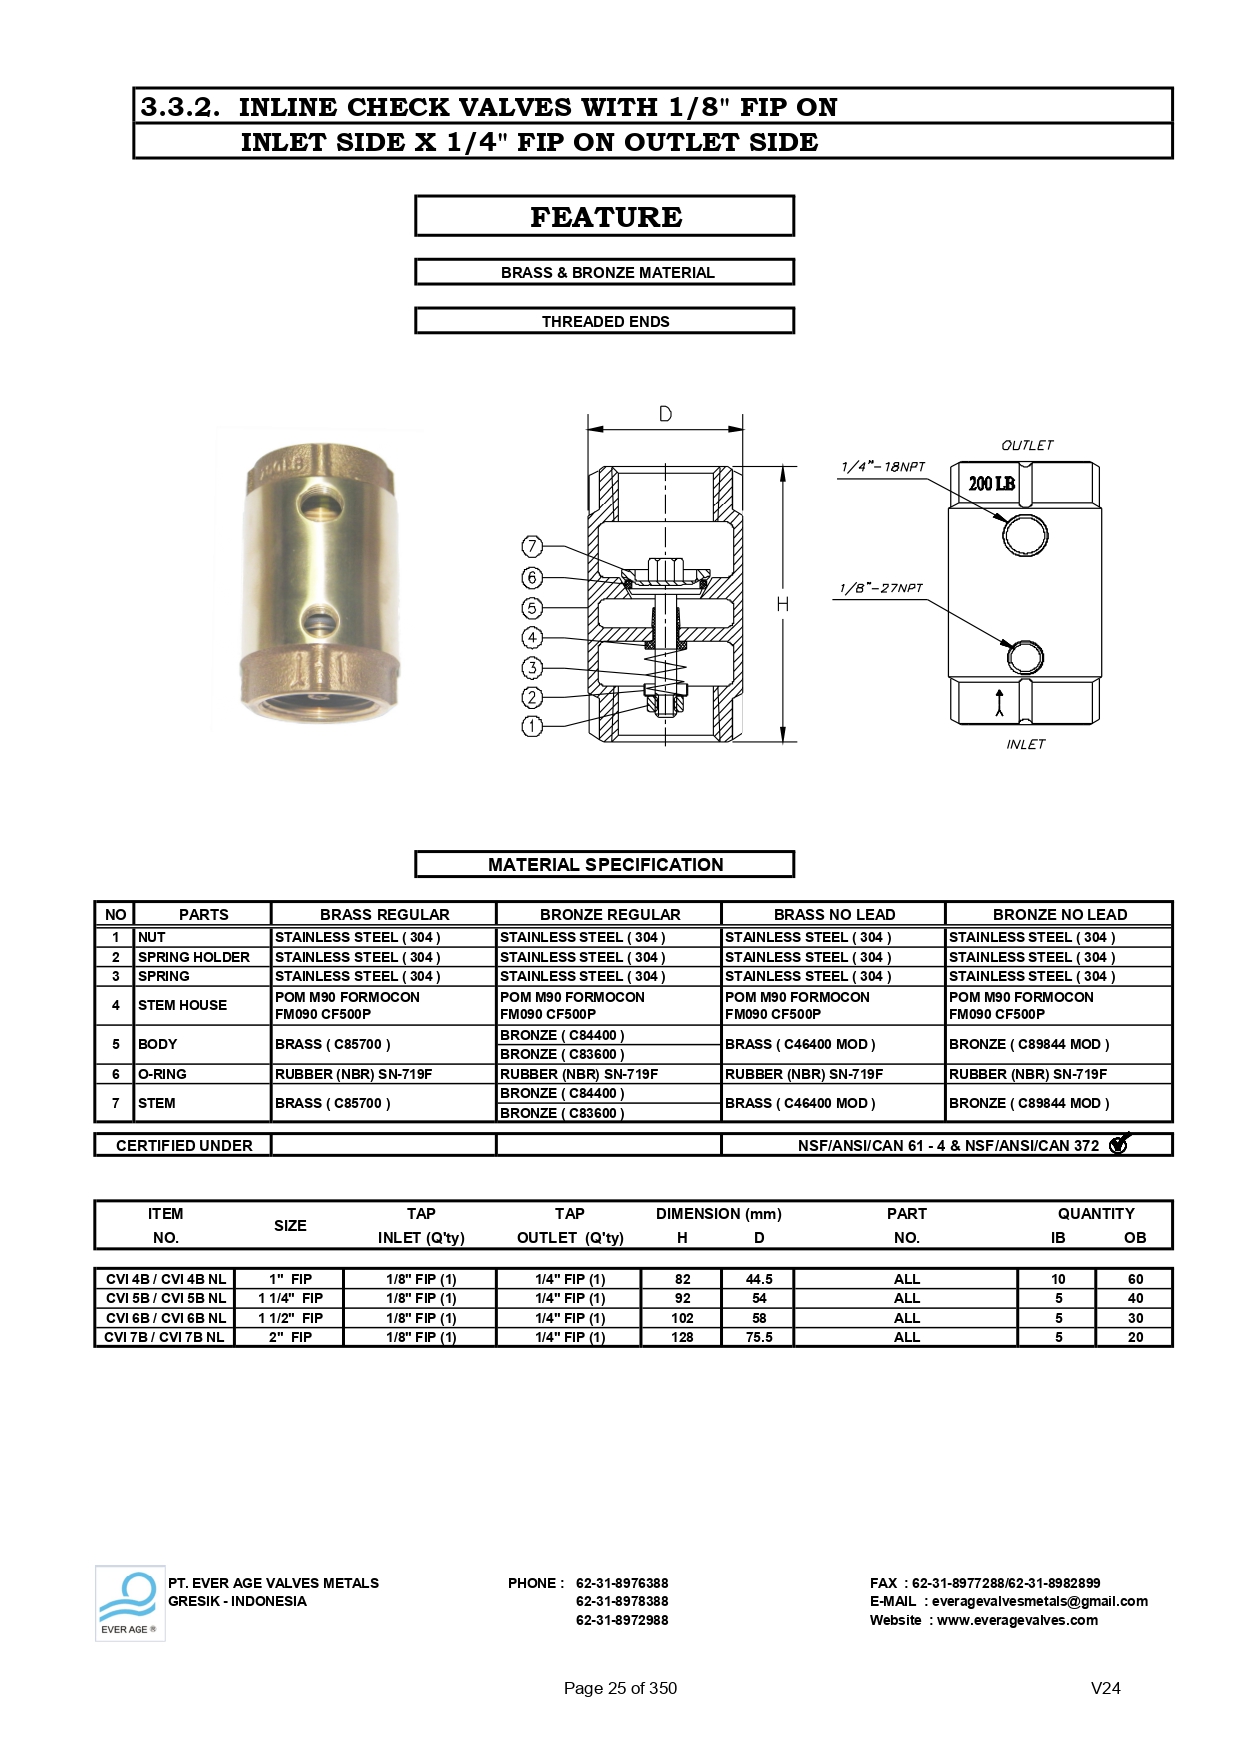 3.3.2. INLINE CHECK VALVES WITH 1/8" FIP ON
INLET SIDE X 1/4" FIP ON OUTLET SIDE
FEATURE
BRASS & BRONZE MATERIAL
THREADED ENDS
D
H
7
6
5
4
3
2
1
OUTLET
1/4"-18NPT
200 LB
1/8"-27NPT
INLET
MATERIAL SPECIFICATION
NO PARTS BRASS REGULAR BRONZE REGULAR BRASS NO LEAD BRONZE NO LEAD
1 NUT STAINLESS STEEL ( 304 ) STAINLESS STEEL ( 304 ) STAINLESS STEEL ( 304 ) STAINLESS STEEL ( 304 )
2 SPRING HOLDER STAINLESS STEEL ( 304 ) STAINLESS STEEL ( 304 ) STAINLESS STEEL ( 304 ) STAINLESS STEEL ( 304 )
3 SPRING STAINLESS STEEL ( 304 ) STAINLESS STEEL ( 304 ) STAINLESS STEEL ( 304 ) STAINLESS STEEL ( 304 )
4 STEM HOUSE POM M90 FORMOCON POM M90 FORMOCON POM M90 FORMOCON POM M90 FORMOCON
FM090 CF500P FM090 CF500P FM090 CF500P FM090 CF500P
5 BODY BRASS ( C85700 ) BRONZE ( C84400 ) BRASS ( C46400 MOD ) BRONZE ( C89844 MOD )
BRONZE ( C83600 )
6 O-RING RUBBER (NBR) SN-719F RUBBER (NBR) SN-719F RUBBER (NBR) SN-719F RUBBER (NBR) SN-719F
7 STEM BRASS ( C85700 ) BRONZE ( C84400 ) BRASS ( C46400 MOD ) BRONZE ( C89844 MOD )
BRONZE ( C83600 )
CERTIFIED UNDER NSF/ANSI/CAN 61 - 4 & NSF/ANSI/CAN 372
ITEM SIZE TAP TAP DIMENSION (mm) PART QUANTITY
NO. INLET (Q'ty) OUTLET (Q'ty) H D NO. IB OB
CVI 4B / CVI 4B NL 1" FIP 1/8" FIP (1) 1/4" FIP (1) 82 44.5 ALL 10 60
CVI 5B / CVI 5B NL 1 1/4" FIP 1/8" FIP (1) 1/4" FIP (1) 92 54 ALL 5 40
CVI 6B / CVI 6B NL 1 1/2" FIP 1/8" FIP (1) 1/4" FIP (1) 102 58 ALL 5 30
CVI 7B / CVI 7B NL 2" FIP 1/8" FIP (1) 1/4" FIP (1) 128 75.5 ALL 5 20
EVER AGE ®
PT. EVER AGE VALVES METALS PHONE : 62-31-8976388 FAX : 62-31-8977288/62-31-8982899
GRESIK - INDONESIA 62-31-8978388 E-MAIL : everagevalvesmetals@gmail.com
62-31-8972988 Website : www.everagevalves.com
Page 25 of 350 V24